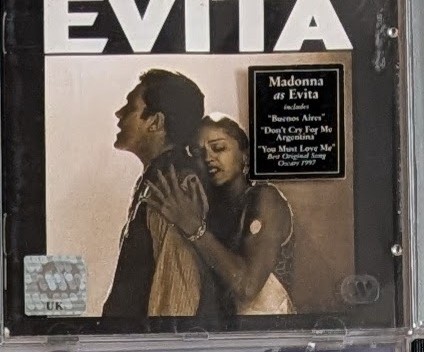 EVITA
Madonna
as Evita
includes
"Buenos Aires"
"Don't Cry For Me
Argentina"
"You Must Love Me"
Best Original Song
Oscars 1997
UK